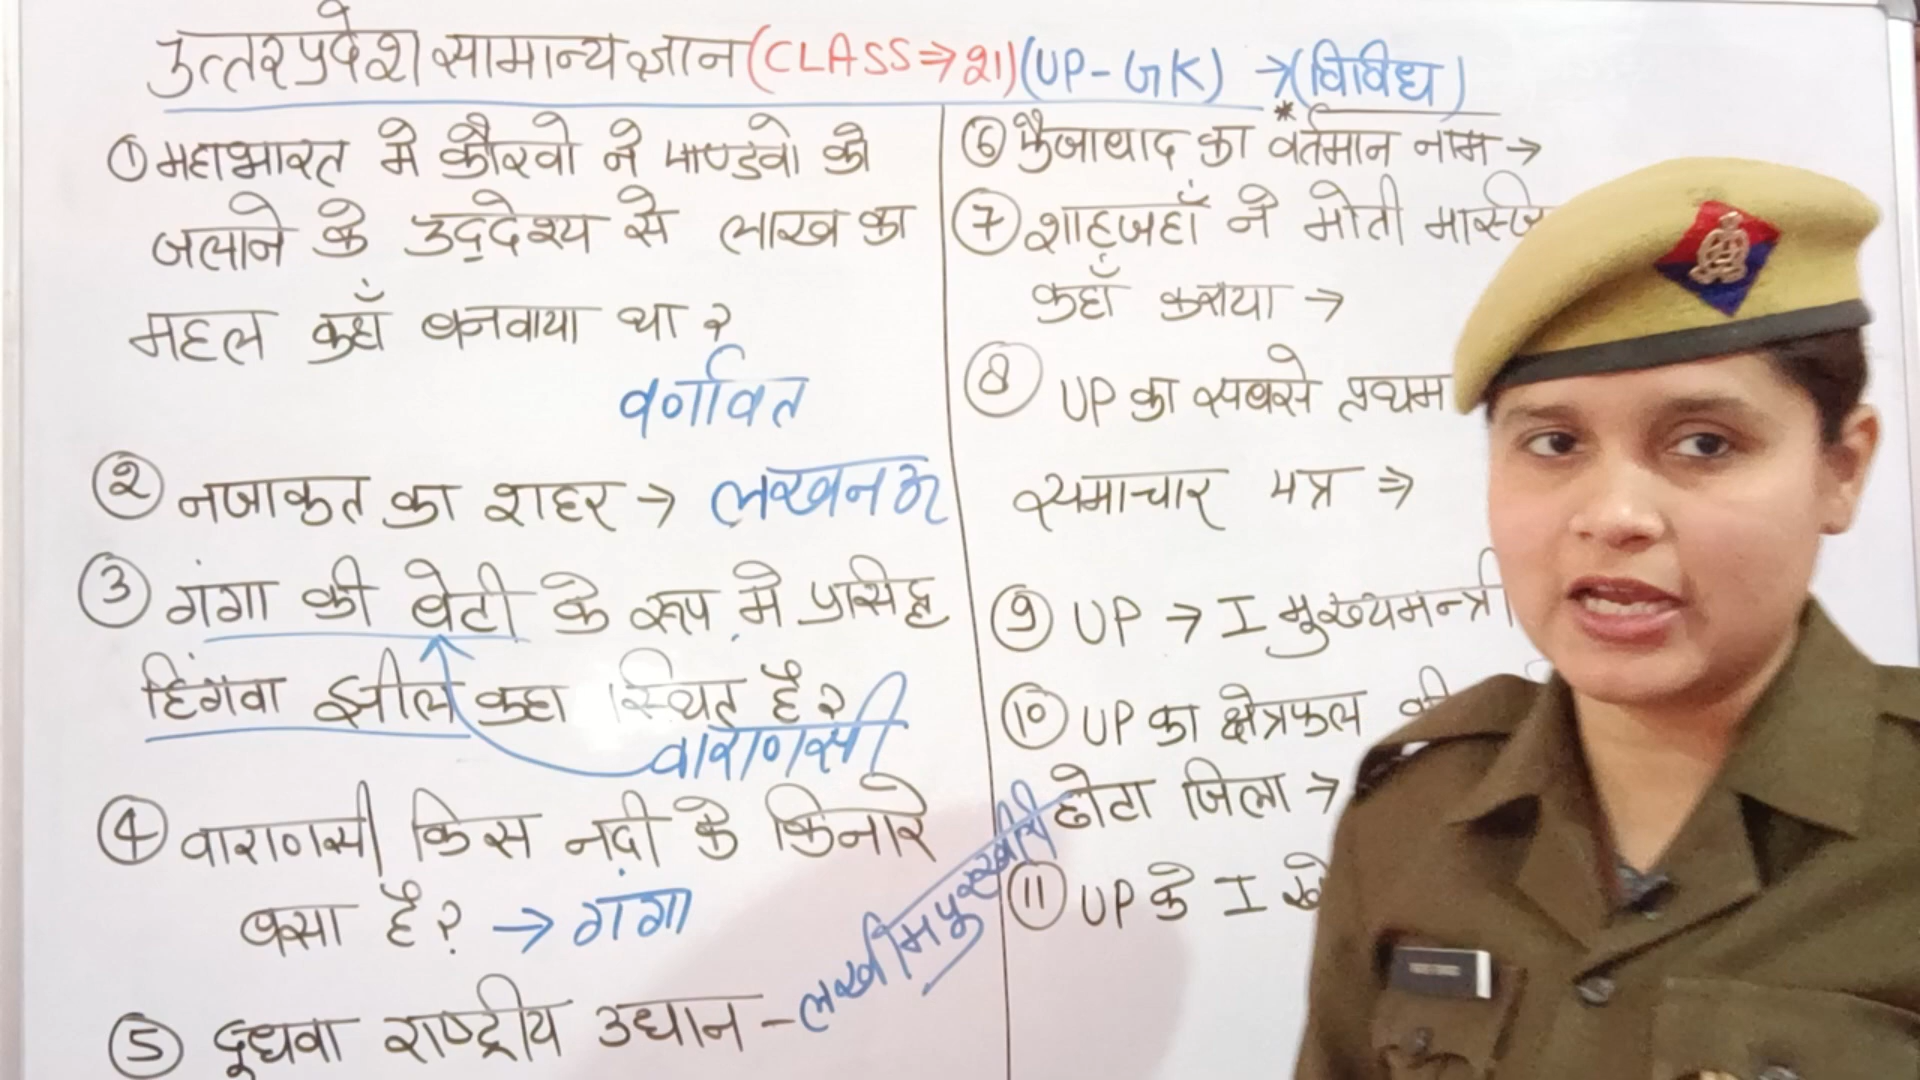 उत्तर प्रदेश सामान्य ज्ञान (CLASS⇒21) (UP-GK) →(विविध)
① महाभारत मे कौरवो ने पाण्डवो को
जलाने के उद्देश्य से लाख का
महल कहाँ बनवाया था ?
वर्णावत
② नजाकत का शहर → लखनऊ
③ गंगा की बेटी के रूप मे प्रसिद्ध
हिंगवा झील कहा स्थित है ?
वाराणसी
④ वाराणसी किस नदी के किनारे
बसा है ? → गंगा
⑤ दूधवा राष्ट्रीय उधान – लखीमपुरखीरी
⑥ फैजाबाद का वर्तमान नाम →
⑦ शाहजहाँ ने मोती मस्जि
कहाँ कराया →
⑧ UP का सबसे प्रथम
समाचार पत्र ⇒
⑨ UP → I मुख्यमन्त्री
⑩ UP का क्षेत्रफल की
छोटा जिला →
⑪ UP के I